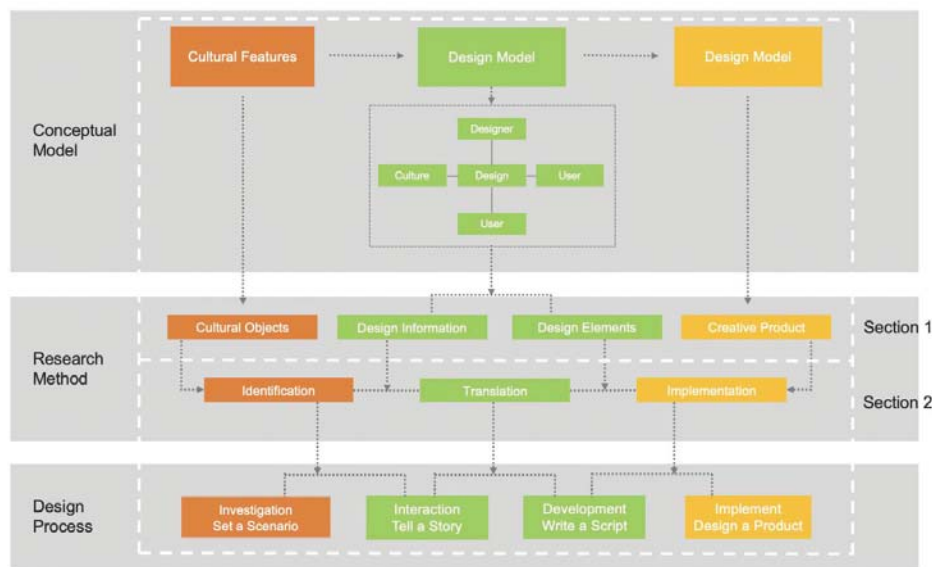 Cultural Features
Design Model
Design Model
Conceptual
Model
Designer
Culture
Design
User
User
Cultural Objects
Design Information
Design Elements
Creative Product
Section 1
Research
Method
Identification
Translation
Implementation
Section 2
Design
Process
Investigation
Set a Scenario
Interaction
Tell a Story
Development
Write a Script
Implement
Design a Product